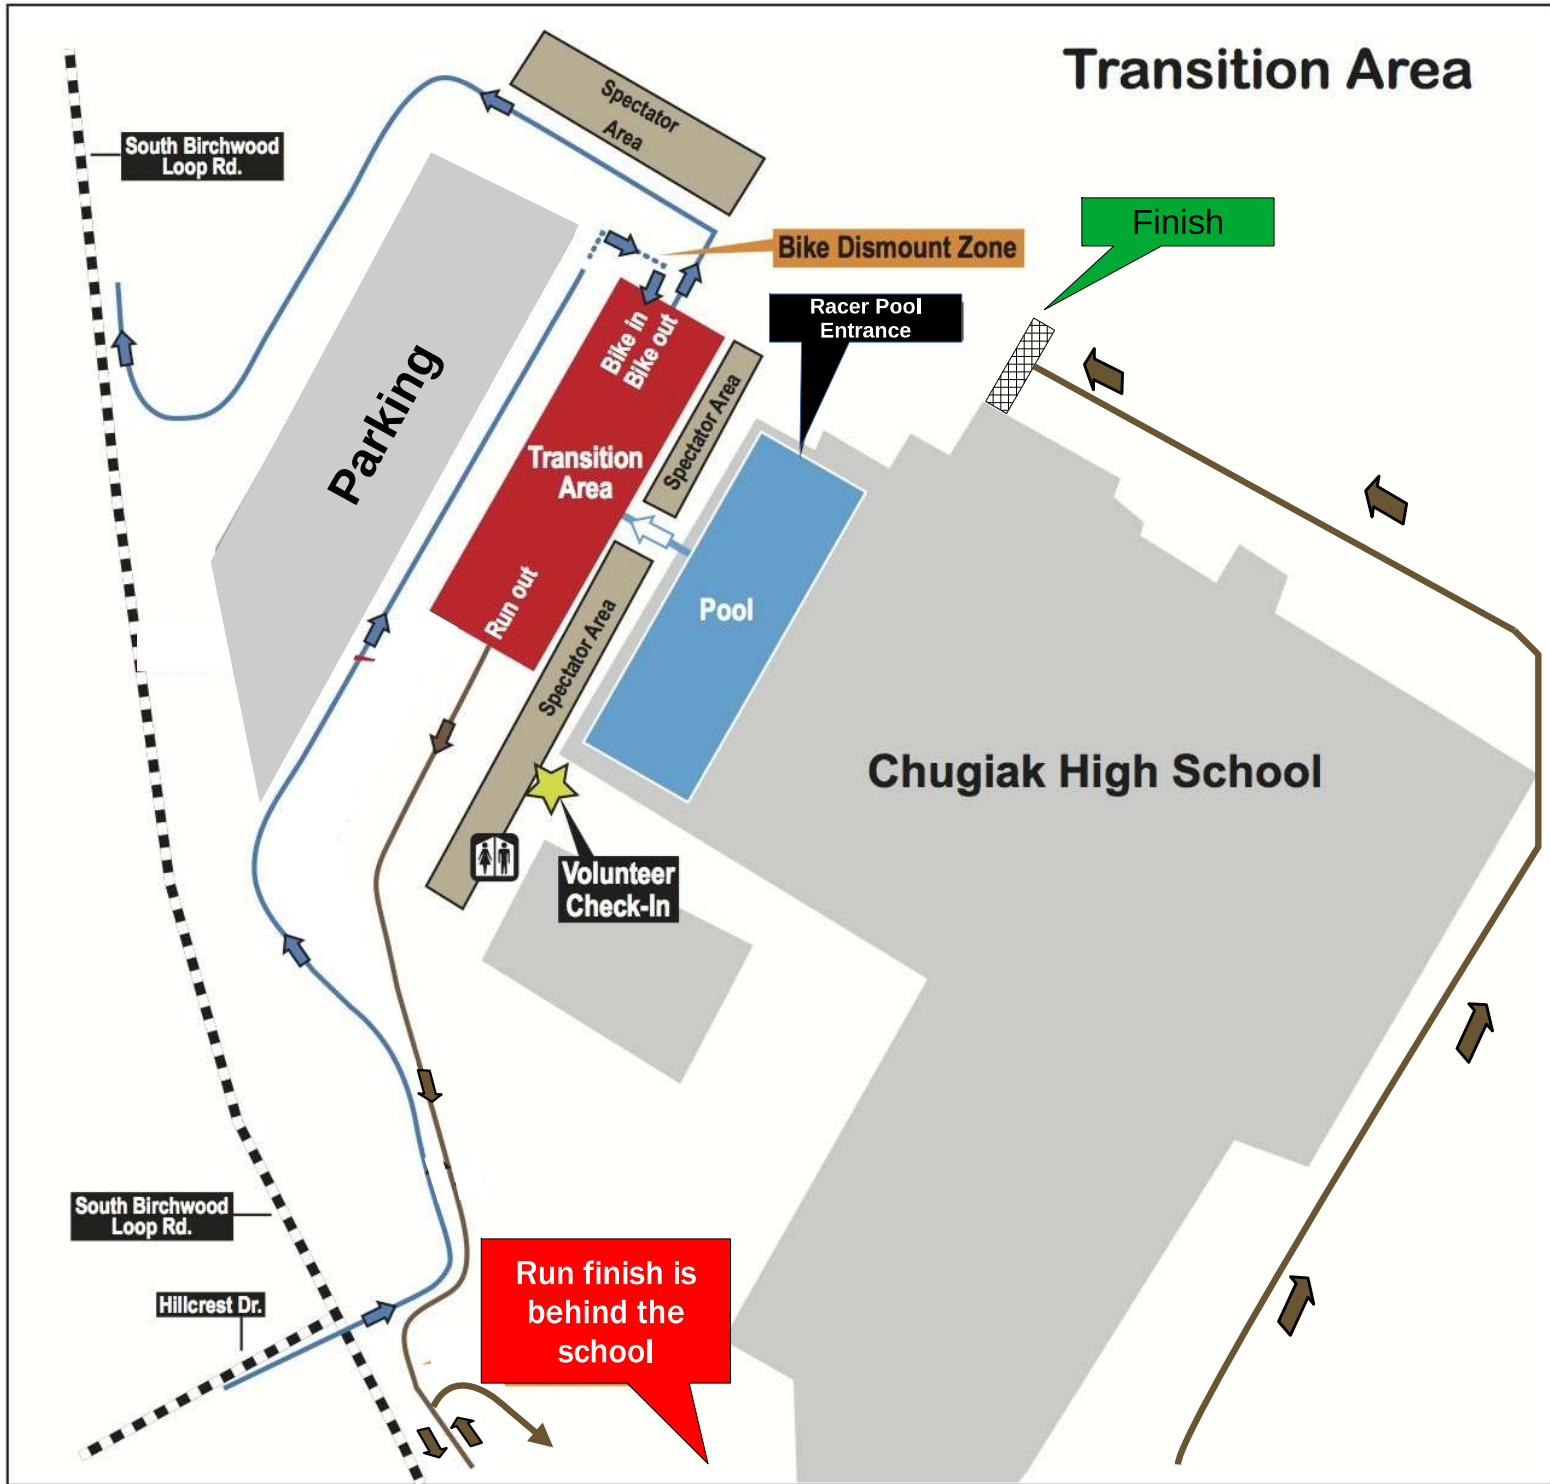 Transition Area
Spectator
Area
South Birchwood
Loop Rd.
Finish
Bike Dismount Zone
Racer Pool
Entrance
Bike in
Bike out
Parking
Spectator Area
Transition
Area
Run out
Pool
Spectator Area
Chugiak High School
Volunteer
Check-In
South Birchwood
Loop Rd.
Hillcrest Dr.
Run finish is
behind the
school